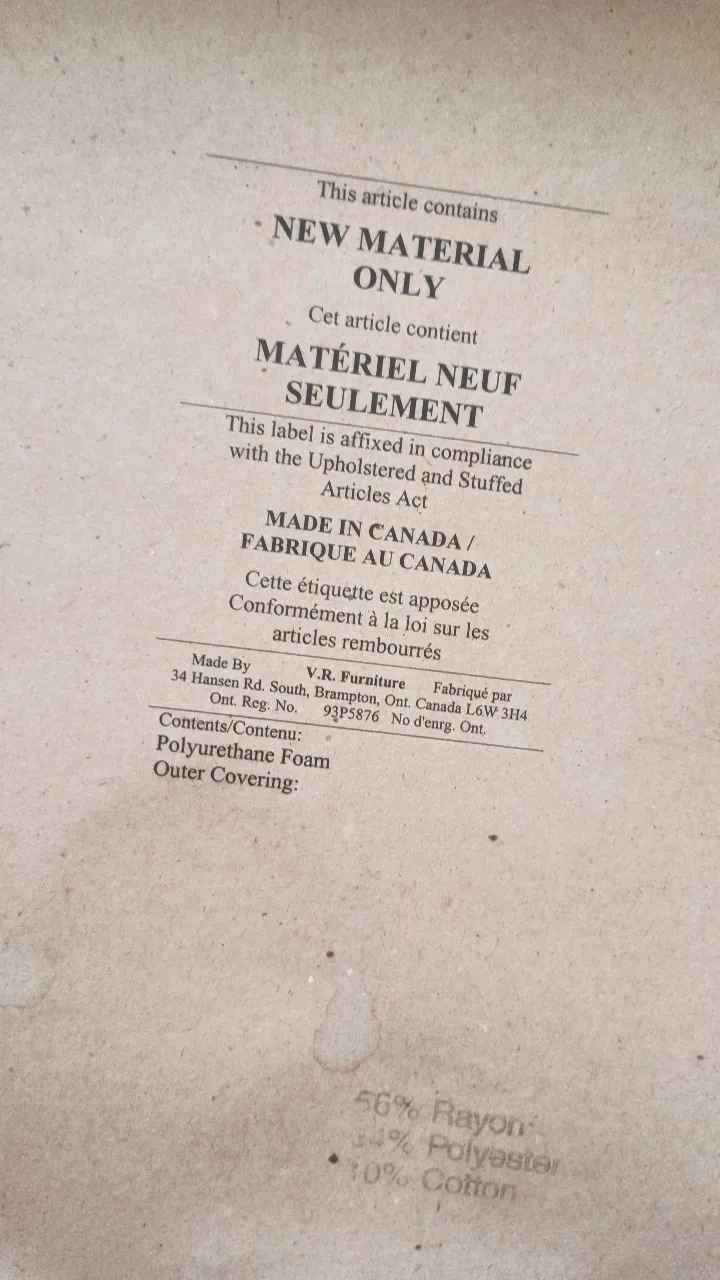 This article contains
NEW MATERIAL
ONLY
Cet article contient
MATÉRIEL NEUF
SEULEMENT
This label is affixed in compliance
with the Upholstered and Stuffed
Articles Act
MADE IN CANADA /
FABRIQUE AU CANADA
Cette étiquette est apposée
Conformément à la loi sur les
articles rembourrés
Made By V.R. Furniture Fabriqué par
34 Hansen Rd. South, Brampton, Ont. Canada L6W 3H4
Ont. Reg. No. 93P5876 No d'enrg. Ont.
Contents/Contenu:
Polyurethane Foam
Outer Covering:
56% Rayon
34% Polyester
10% Cotton